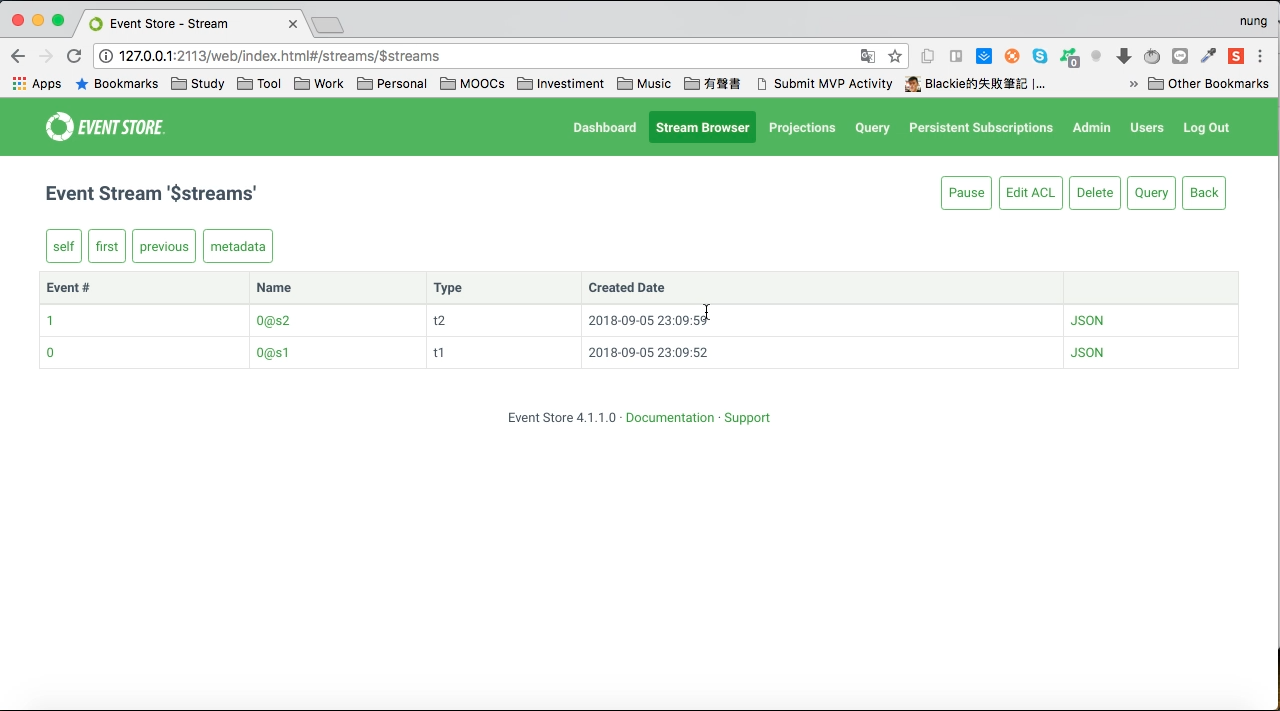 Event Store - Stream
nung
127.0.0.1:2113/web/index.html#/streams/$streams
0
S
Apps Bookmarks Study Tool Work Personal MOOCs Investiment Music 有聲書 Submit MVP Activity Blackie的失敗筆記 |... » Other Bookmarks
EVENT STORE
Dashboard Stream Browser Projections Query Persistent Subscriptions Admin Users Log Out
Event Stream '$streams'
Pause Edit ACL Delete Query Back
self first previous metadata
Event # Name Type Created Date
1 0@s2 t2 2018-09-05 23:09:59 JSON
0 0@s1 t1 2018-09-05 23:09:52 JSON
Event Store 4.1.1.0 · Documentation · Support